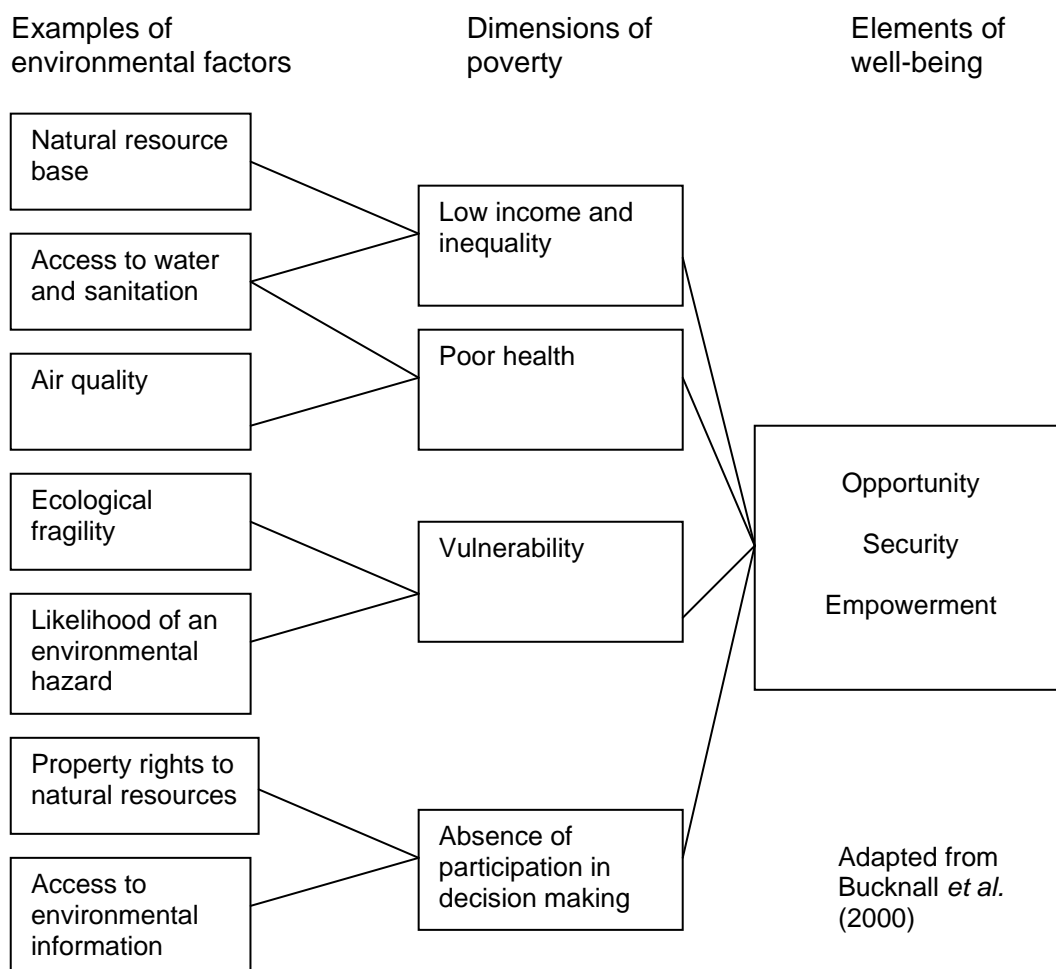 Examples of
environmental factors
Dimensions of
poverty
Elements of
well-being
Natural resource
base
Access to water
and sanitation
Air quality
Ecological
fragility
Likelihood of an
environmental
hazard
Property rights to
natural resources
Access to
environmental
information
Low income and
inequality
Poor health
Vulnerability
Absence of
participation in
decision making
Opportunity
Security
Empowerment
Adapted from
Bucknall et al.
(2000)